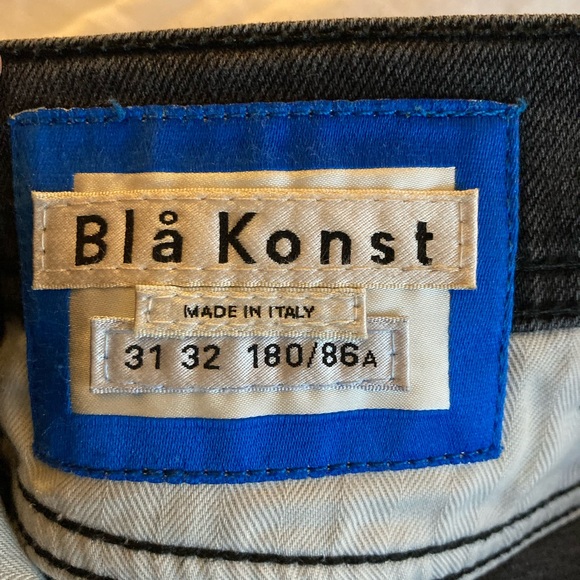 Blå Konst
MADE IN ITALY
31 32 180/86A